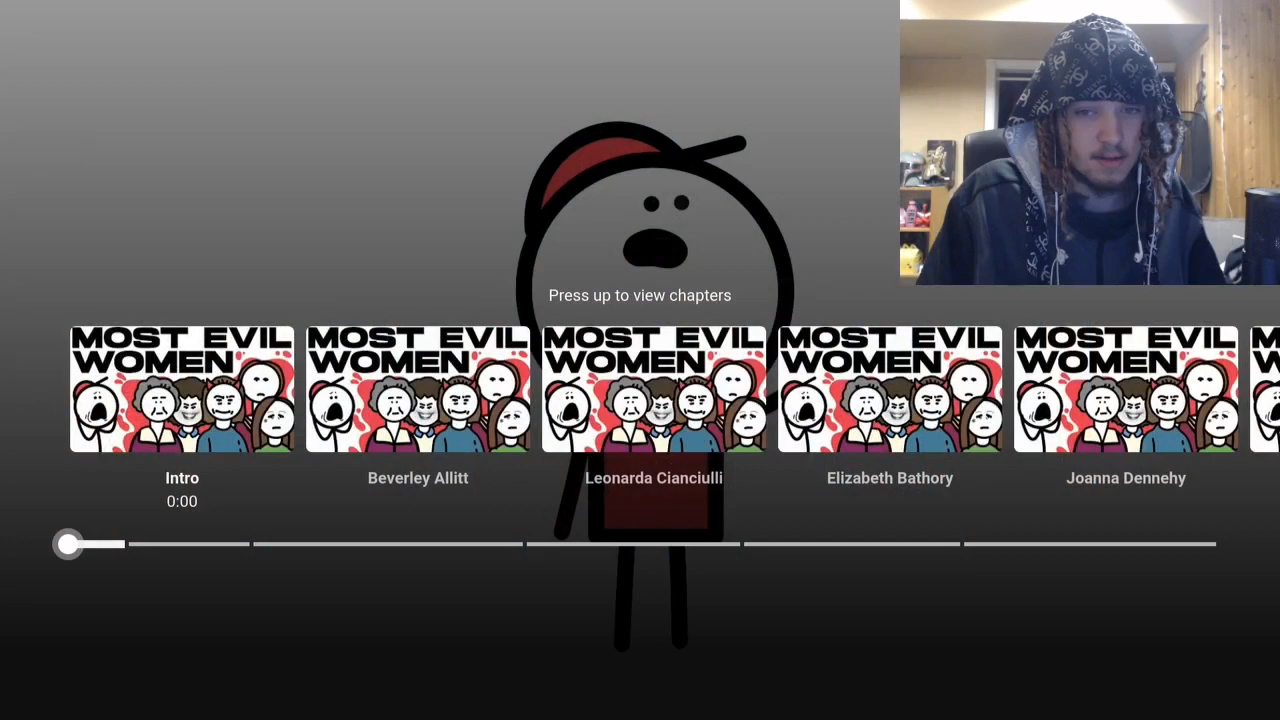 Press up to view chapters
MOST EVIL
WOMEN
MOST EVIL
WOMEN
MOST EVIL
WOMEN
MOST EVIL
WOMEN
MOST EVIL
WOMEN
Intro
Beverley Allitt
Leonarda Cianciulli
Elizabeth Bathory
Joanna Dennehy
0:00